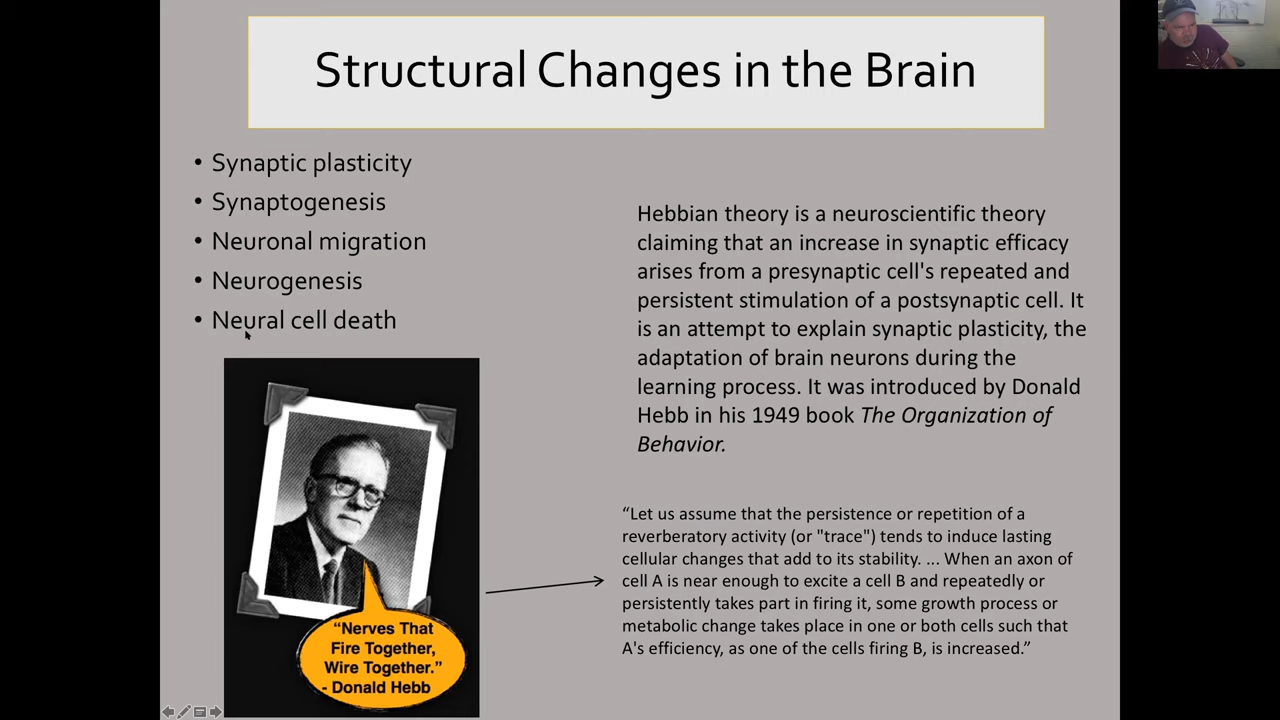 Structural Changes in the Brain
• Synaptic plasticity
• Synaptogenesis
• Neuronal migration
• Neurogenesis
• Neural cell death
Hebbian theory is a neuroscientific theory
claiming that an increase in synaptic efficacy
arises from a presynaptic cell's repeated and
persistent stimulation of a postsynaptic cell. It
is an attempt to explain synaptic plasticity, the
adaptation of brain neurons during the
learning process. It was introduced by Donald
Hebb in his 1949 book The Organization of
Behavior.
“Nerves That
Fire Together,
Wire Together.”
- Donald Hebb
“Let us assume that the persistence or repetition of a
reverberatory activity (or "trace") tends to induce lasting
cellular changes that add to its stability. ... When an axon of
cell A is near enough to excite a cell B and repeatedly or
persistently takes part in firing it, some growth process or
metabolic change takes place in one or both cells such that
A's efficiency, as one of the cells firing B, is increased.”